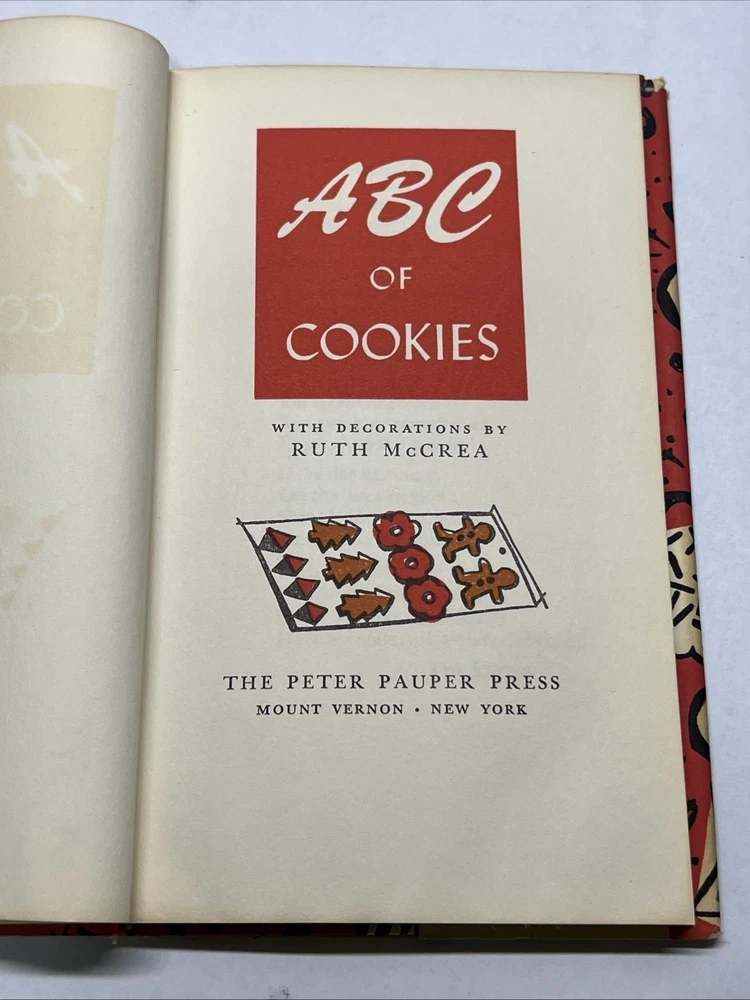 ABC
OF
COOKIES
WITH DECORATIONS BY
RUTH McCREA
THE PETER PAUPER PRESS
MOUNT VERNON • NEW YORK